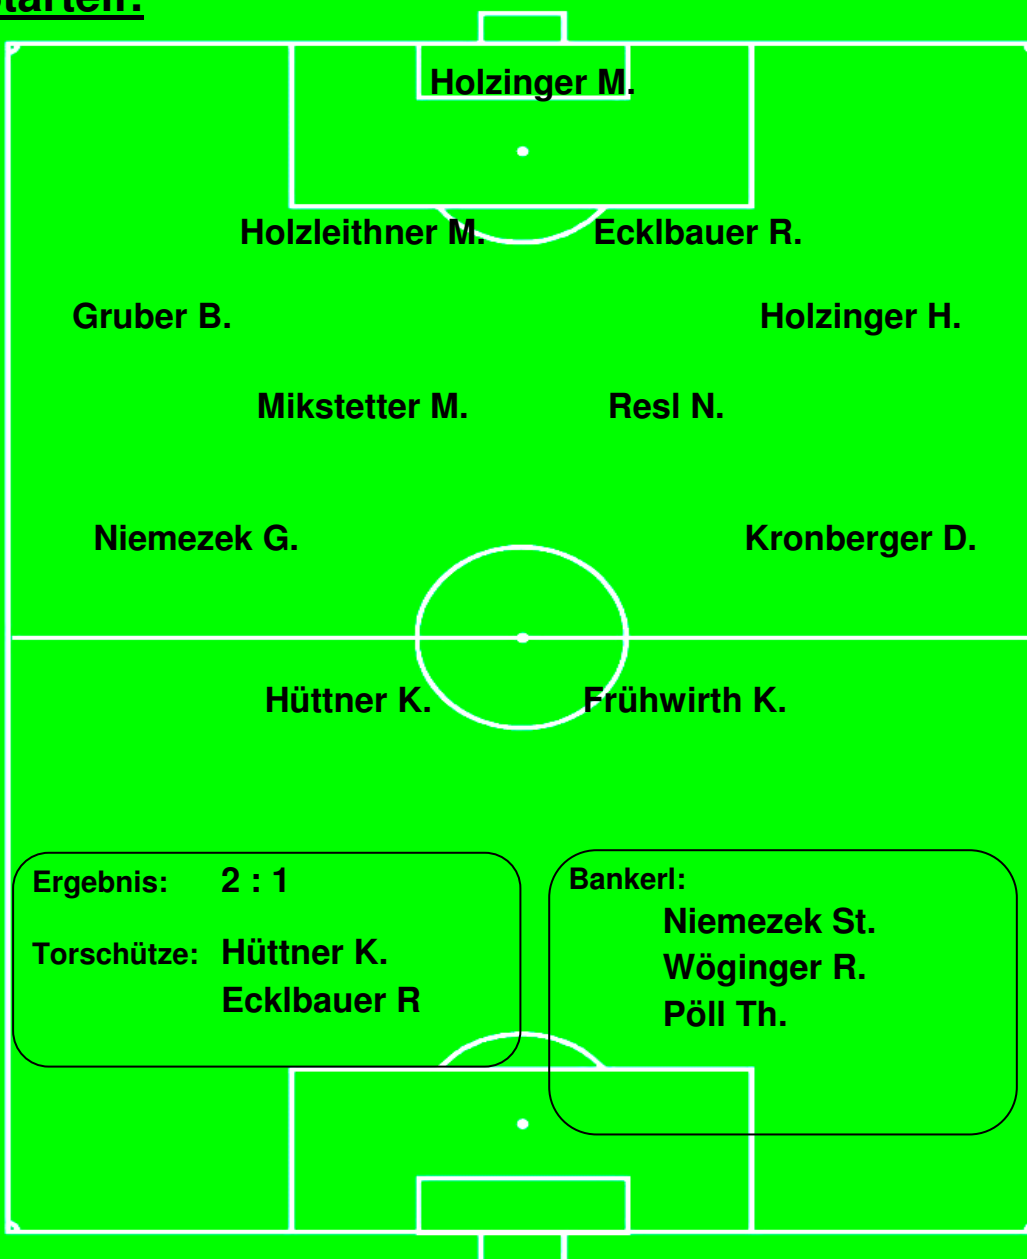 Holzinger M.
Holzleithner M. Ecklbauer R.
Gruber B. Holzinger H.
Mikstetter M. Resl N.
Niemezek G. Kronberger D.
Hüttner K. Frühwirth K.
Ergebnis: 2 : 1
Torschütze: Hüttner K.
Ecklbauer R
Bankerl:
Niemezek St.
Wöginger R.
Pöll Th.